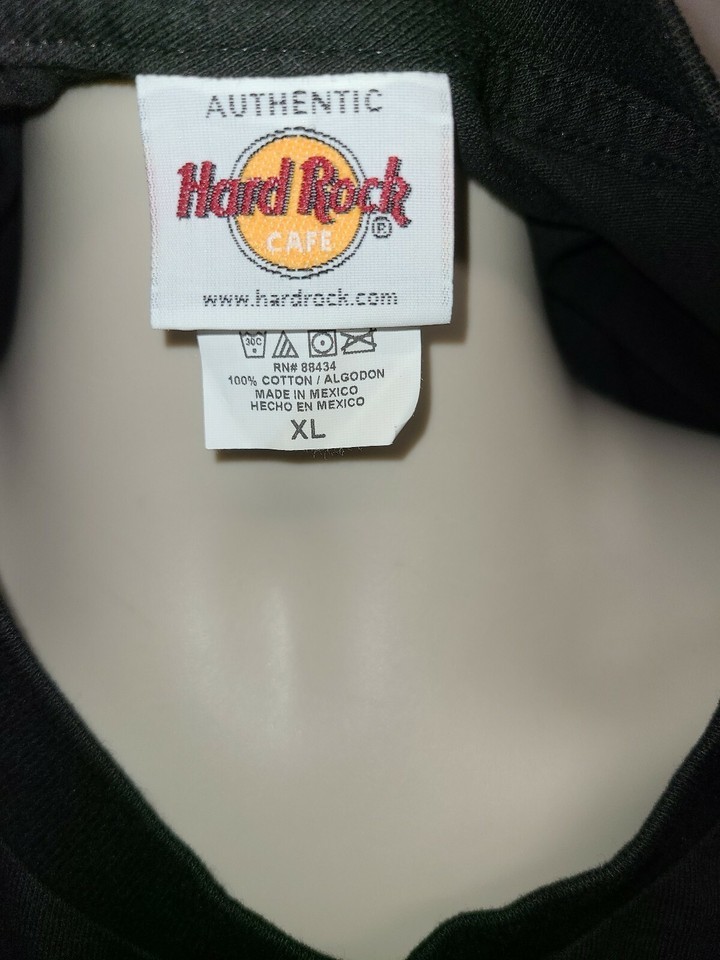 AUTHENTIC
Hard Rock
CAFE
®
www.hardrock.com
30C
RN# 88434
100% COTTON / ALGODON
MADE IN MEXICO
HECHO EN MEXICO
XL